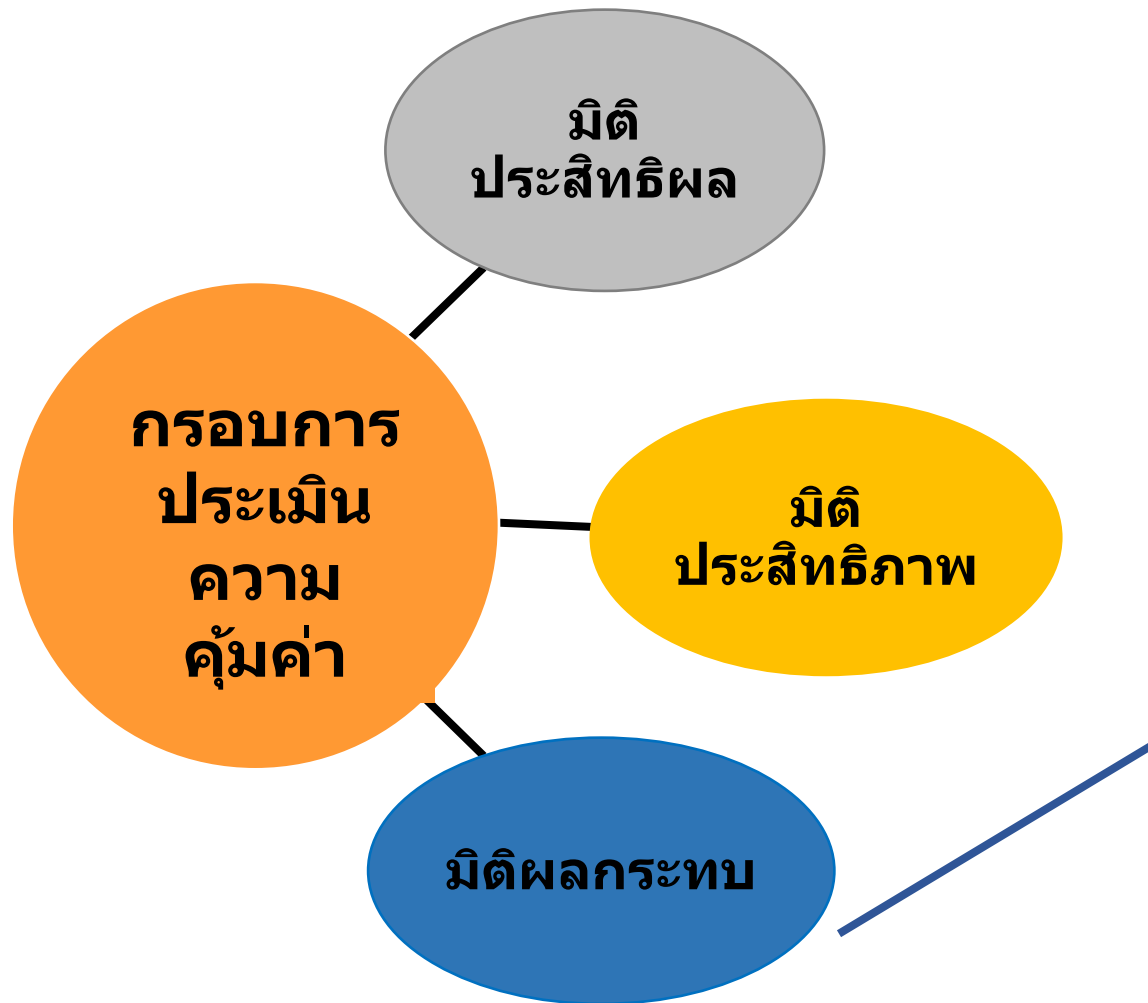 มิติ
ประสิทธิผล
กรอบการ
ประเมิน
ความ
คุ้มค่า
มิติ
ประสิทธิภาพ
มิติผลกระทบ